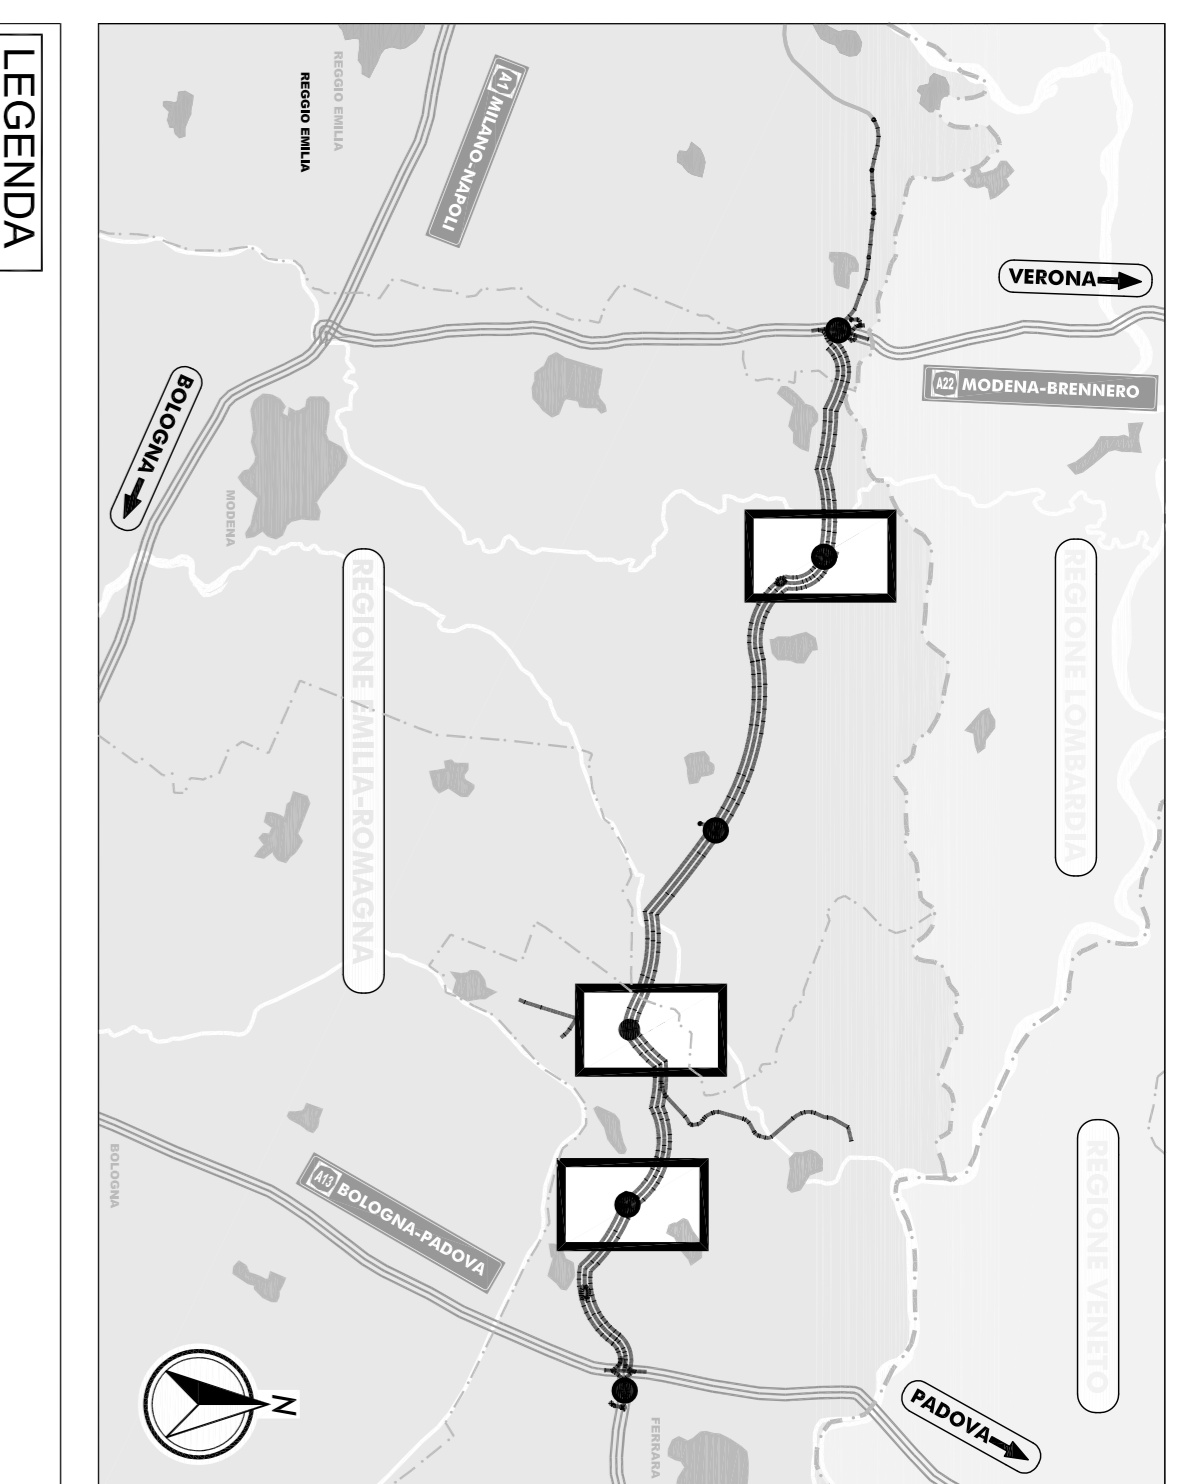 LEGENDA
REGGIO EMILIA
REGGIO EMILIA
A1 MILANO-NAPOLI
VERONA
A22 MODENA-BRENNERO
BOLOGNA
MODENA
REGIONE EMILIA-ROMAGNA
REGIONE LOMBARDIA
BOLOGNA
A13 BOLOGNA-PADOVA
REGIONE VENETO
PADOVA
N
FERRARA